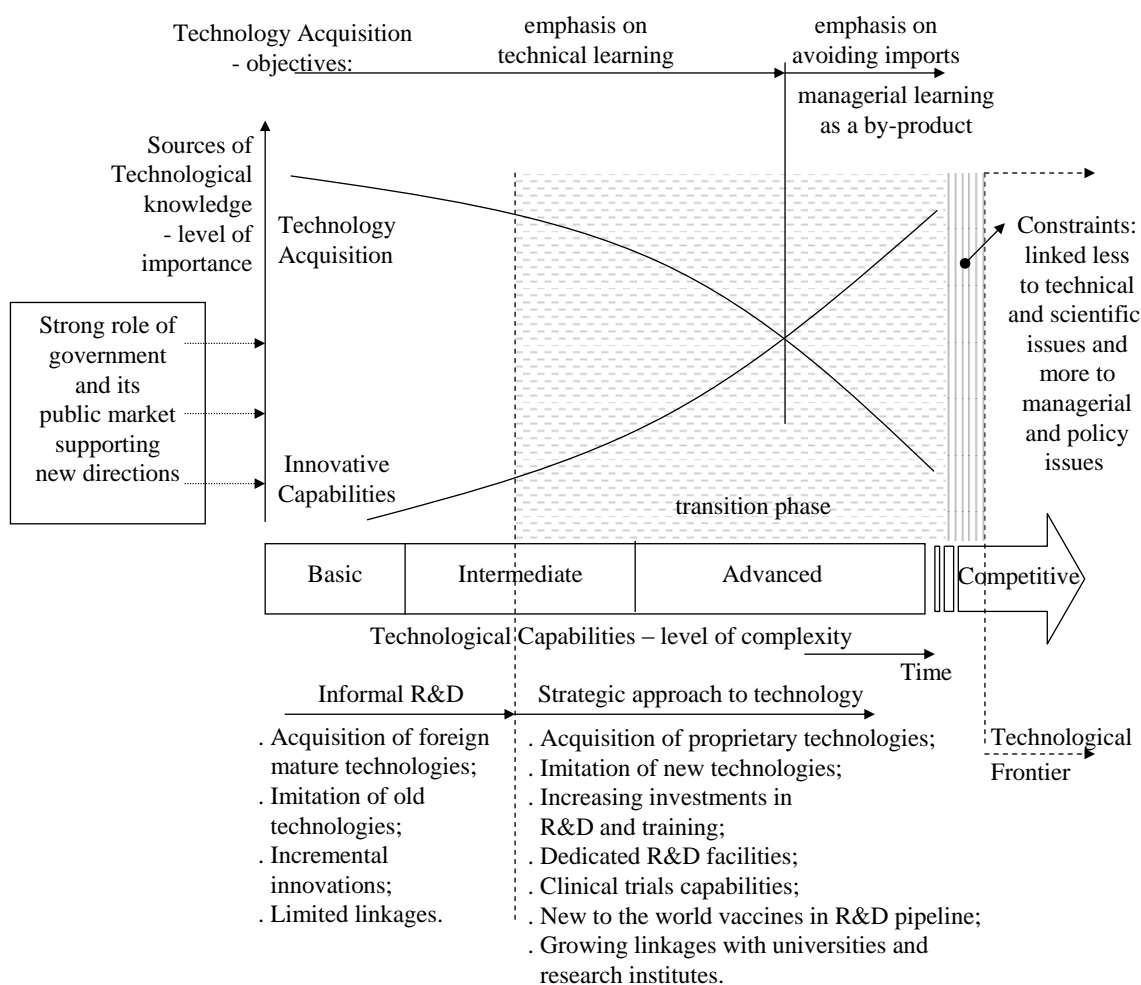 Technology Acquisition
- objectives:
emphasis on
technical learning
emphasis on
avoiding imports
managerial learning
as a by-product
Sources of
Technological
knowledge
- level of
importance
Technology
Acquisition
Constraints:
linked less
to technical
and scientific
issues and
more to
managerial
and policy
issues
Strong role of
government
and its
public market
supporting
new directions
Innovative
Capabilities
transition phase
Basic
Intermediate
Advanced
Competitive
Technological Capabilities – level of complexity
Time
Informal R&D
. Acquisition of foreign
mature technologies;
. Imitation of old
technologies;
. Incremental
innovations;
. Limited linkages.
Strategic approach to technology
. Acquisition of proprietary technologies;
. Imitation of new technologies;
. Increasing investments in
R&D and training;
. Dedicated R&D facilities;
. Clinical trials capabilities;
. New to the world vaccines in R&D pipeline;
. Growing linkages with universities and
research institutes.
Technological
Frontier